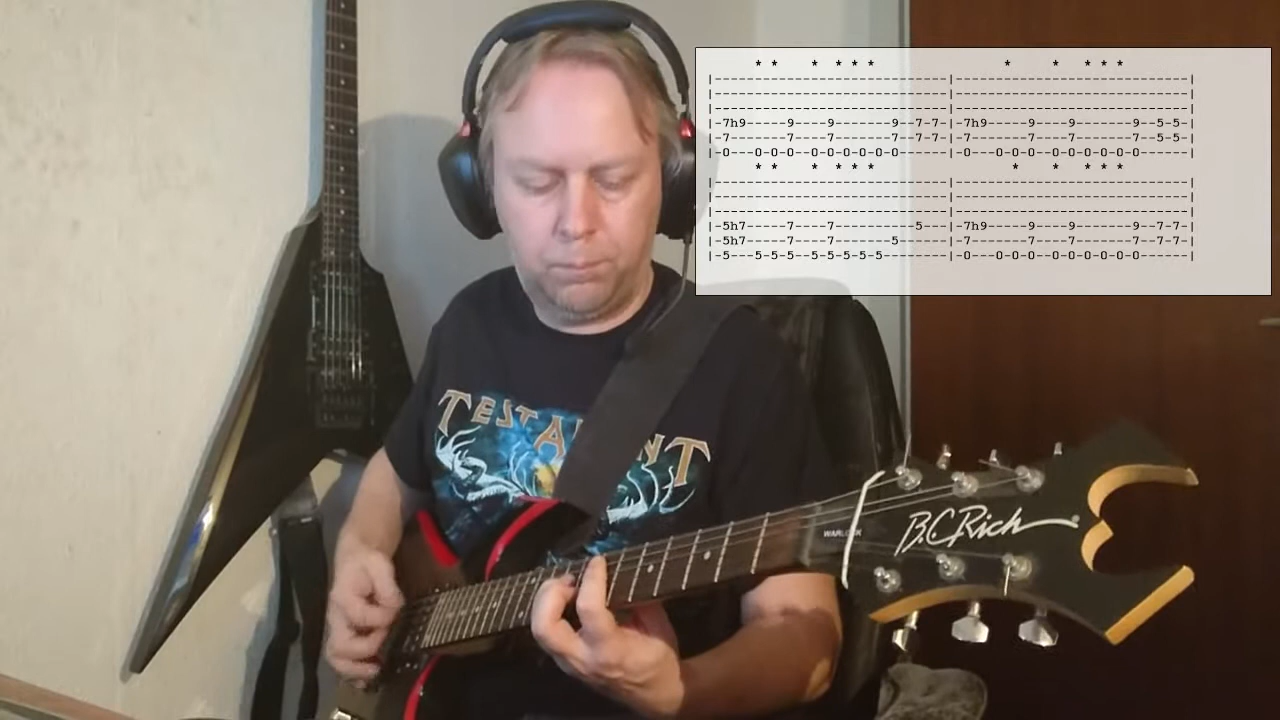 * *    *  * * *                * *    *  * * *
|-----------------------------|-----------------------------|
|-----------------------------|-----------------------------|
|-----------------------------|-----------------------------|
|-7h9-----9----9-------9--7-7-|-7h9-----9----9-------9--5-5-|
|-7-------7----7-------7--7-7-|-7-------7----7-------7--5-5-|
|-0---0-0-0--0-0-0-0-0-0------|-0---0-0-0--0-0-0-0-0-0------|
      * *    *  * * *                 *    *   * * *
|-----------------------------|-----------------------------|
|-----------------------------|-----------------------------|
|-----------------------------|-----------------------------|
|-5h7-----7----7----------5---|-7h9-----9----9-------9--7-7-|
|-5h7-----7----7-------5------|-7-------7----7-------7--7-7-|
|-5---5-5-5--5-5-5-5-5--------|-0---0-0-0--0-0-0-0-0-0------|
TESTAMENT
WARLOCK
B.C.Rich®